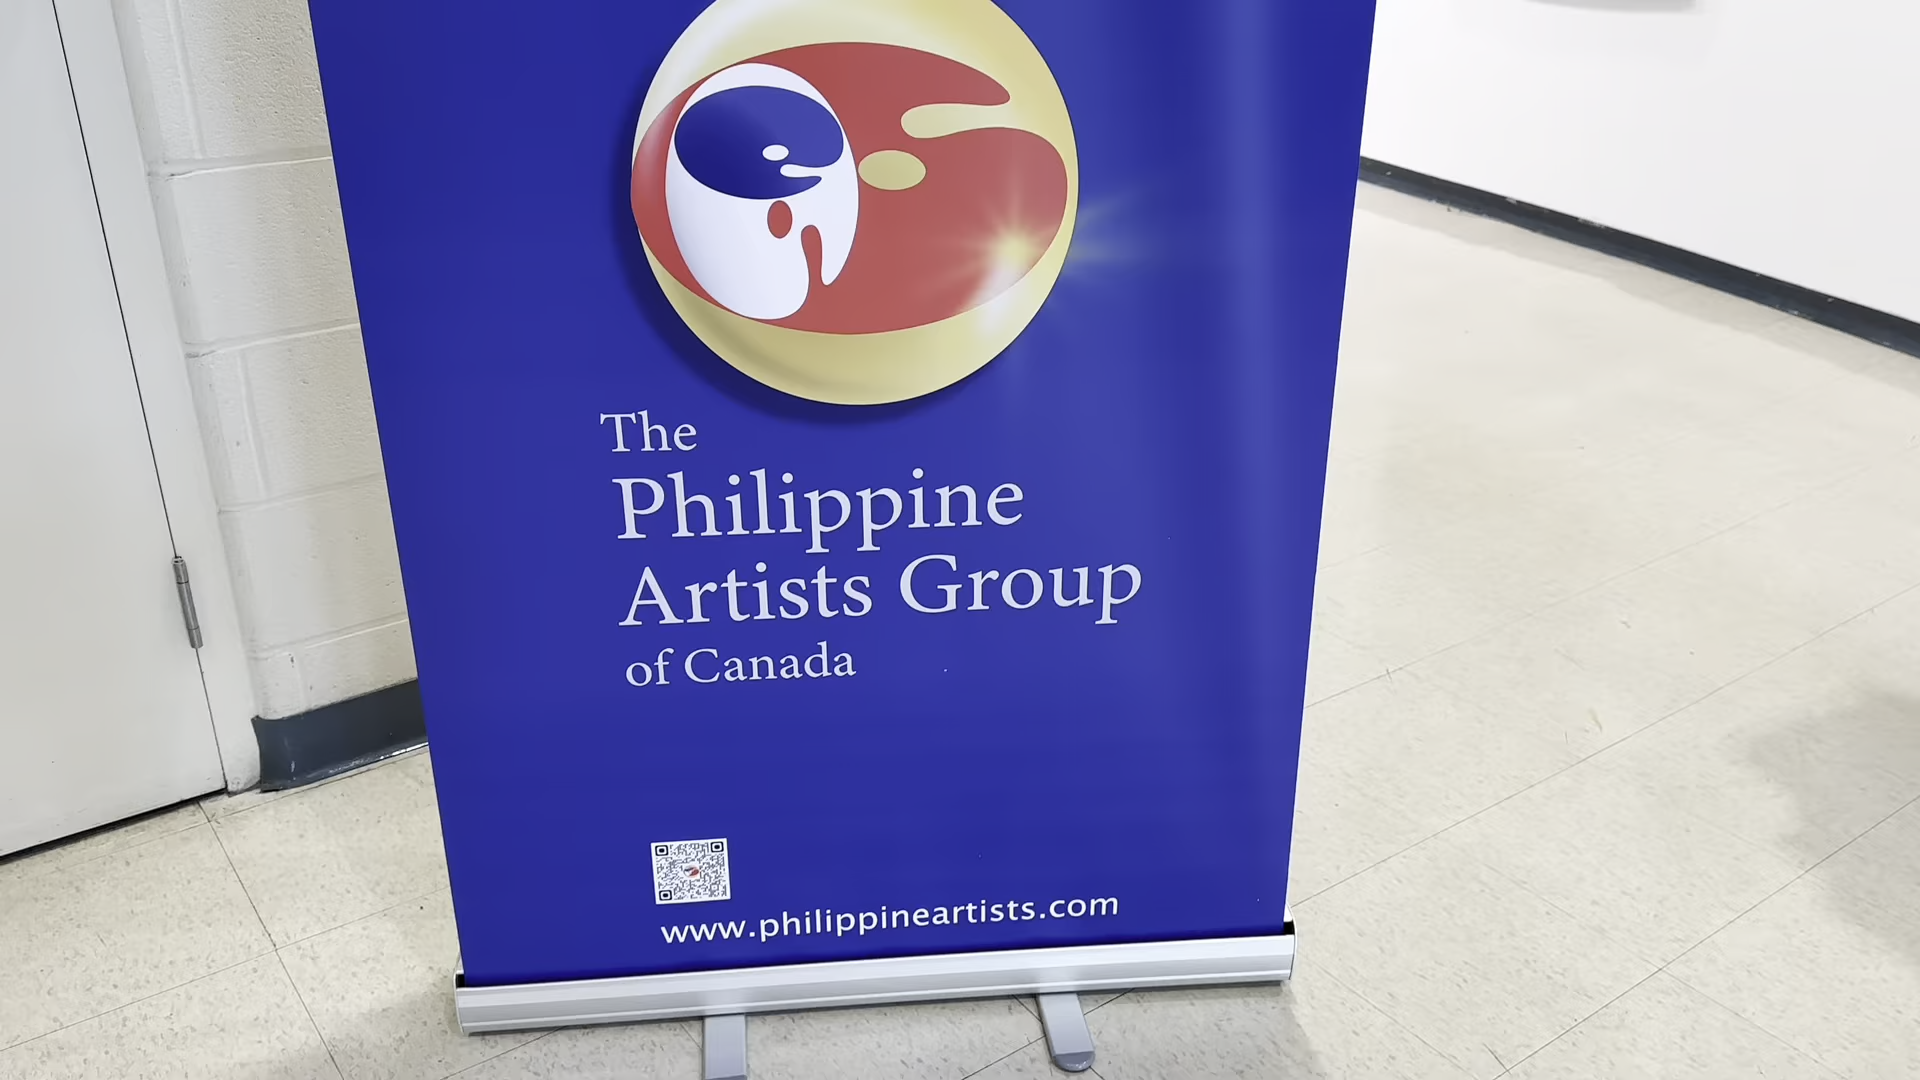 The
Philippine
Artists Group
of Canada
www.philippineartists.com